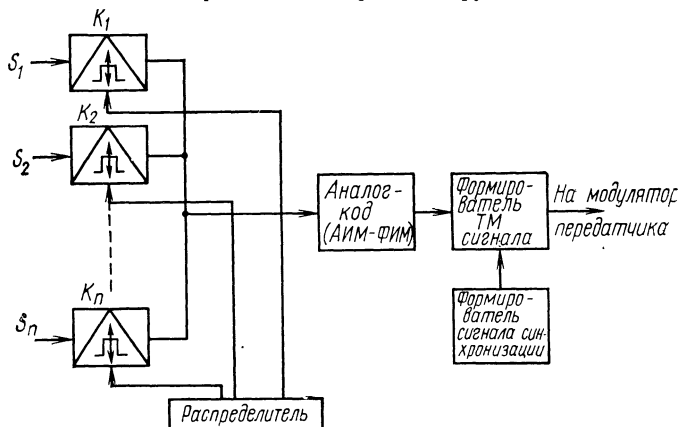 K₁
S₁
K₂
S₂
Kₙ
Sₙ
Аналог-
код
(АИМ-ФИМ)
Формиро-
ватель
ТМ
сигнала
На модулятор
передатчика
Формиро-
ватель
сигнала син-
хронизации
Распределитель